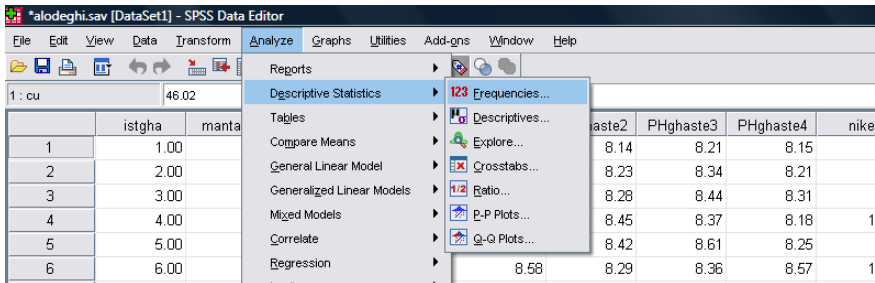 *alodeghi.sav [DataSet1] - SPSS Data Editor
File Edit View Data Transform Analyze Graphs Utilities Add-ons Window Help
Reports
1 : cu 46.02 Descriptive Statistics 123 Frequencies...
Tables Descriptives...
istgha manta haste2 PHghaste3 PHghaste4 nike
Compare Means Explore...
1 1.00 8.14 8.21 8.15
General Linear Model Crosstabs...
2 2.00 8.23 8.34 8.21
Generalized Linear Models 1/2 Ratio...
3 3.00 8.28 8.44 8.31
Mixed Models P-P Plots...
4 4.00 8.45 8.37 8.18 1
Correlate Q-Q Plots...
5 5.00 8.42 8.61 8.25
Regression
6 6.00 8.58 8.29 8.36 8.57 1